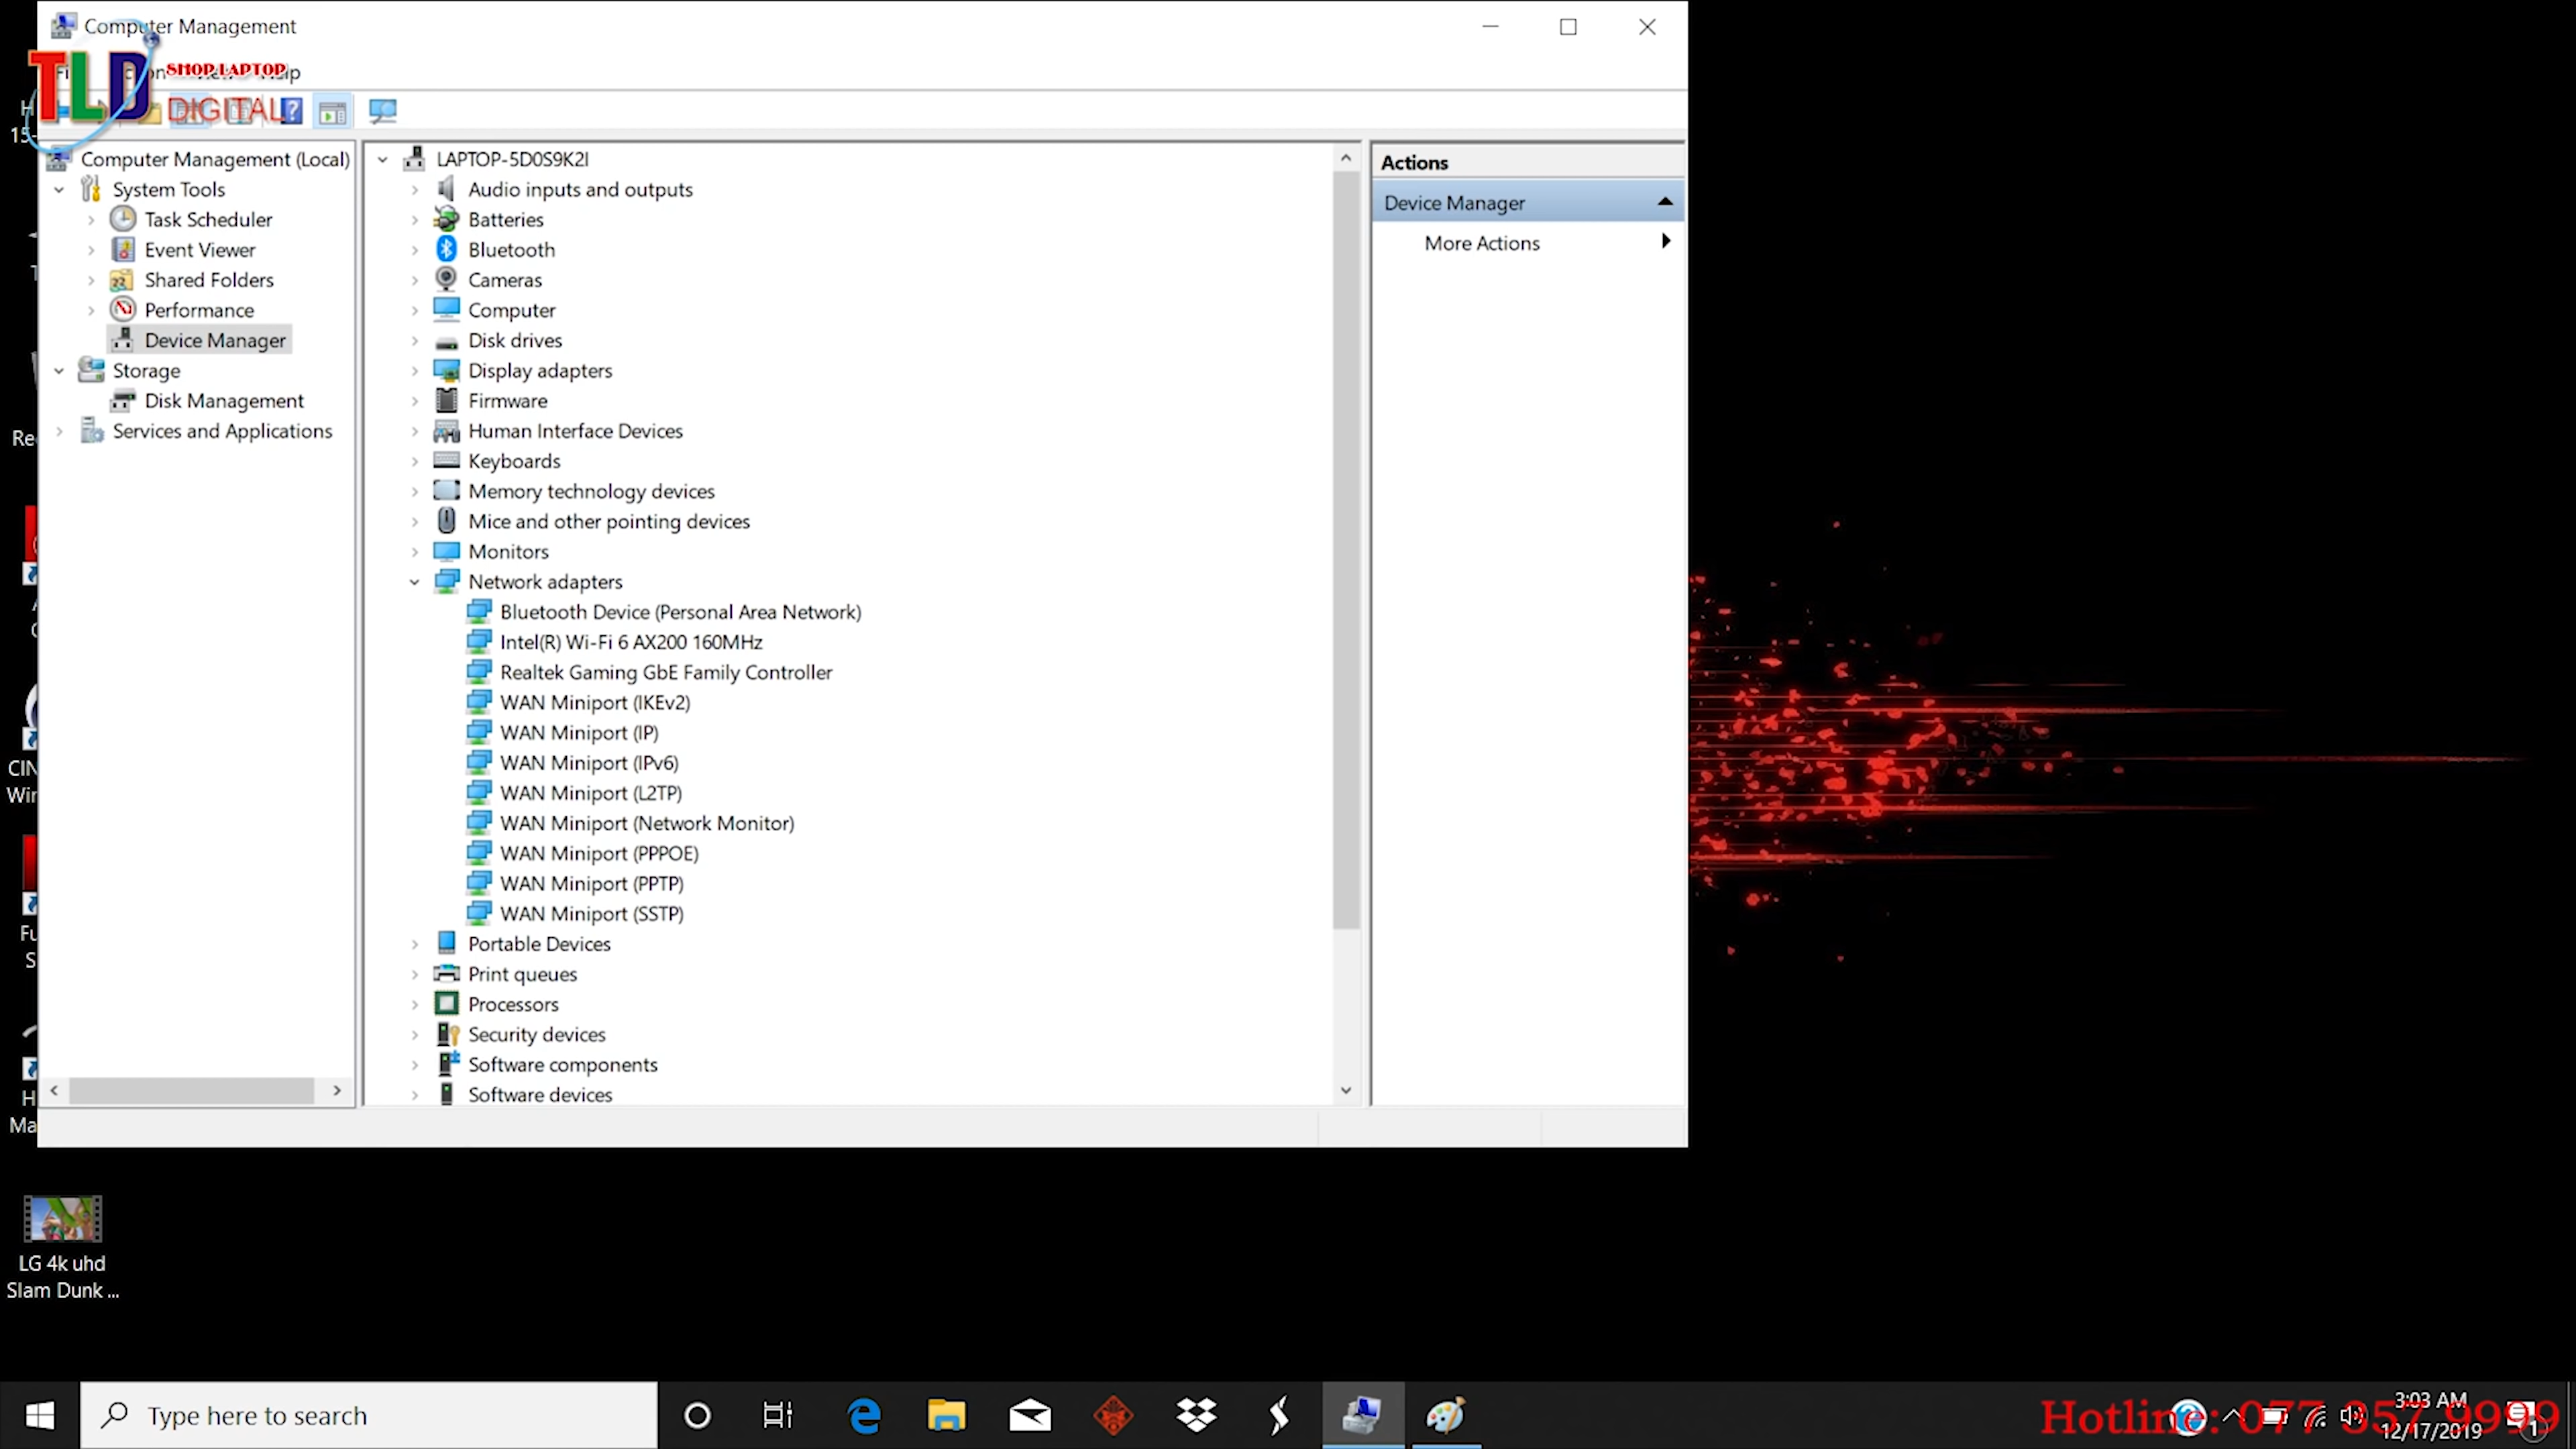 Computer Management
TLD
SHOP LAPTOP
DIGITAL
Computer Management (Local)
System Tools
Task Scheduler
Event Viewer
Shared Folders
Performance
Device Manager
Storage
Disk Management
Services and Applications
LAPTOP-5D0S9K2I
Audio inputs and outputs
Batteries
Bluetooth
Cameras
Computer
Disk drives
Display adapters
Firmware
Human Interface Devices
Keyboards
Memory technology devices
Mice and other pointing devices
Monitors
Network adapters
Bluetooth Device (Personal Area Network)
Intel(R) Wi-Fi 6 AX200 160MHz
Realtek Gaming GbE Family Controller
WAN Miniport (IKEv2)
WAN Miniport (IP)
WAN Miniport (IPv6)
WAN Miniport (L2TP)
WAN Miniport (Network Monitor)
WAN Miniport (PPPOE)
WAN Miniport (PPTP)
WAN Miniport (SSTP)
Portable Devices
Print queues
Processors
Security devices
Software components
Software devices
Actions
Device Manager
More Actions
LG 4k uhd
Slam Dunk ...
Type here to search
3:03 AM
12/17/2019
Hotline: 077 857 9999